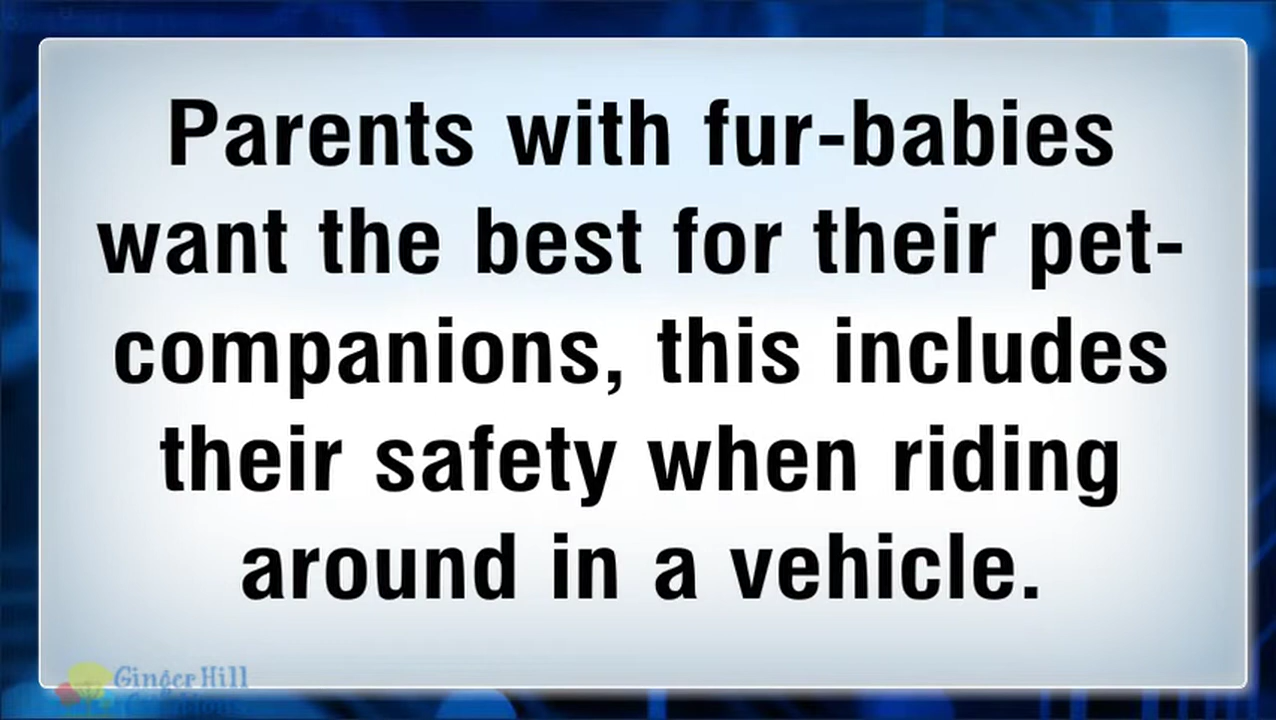 Parents with fur-babies
want the best for their pet-
companions, this includes
their safety when riding
around in a vehicle.
Ginger Hill